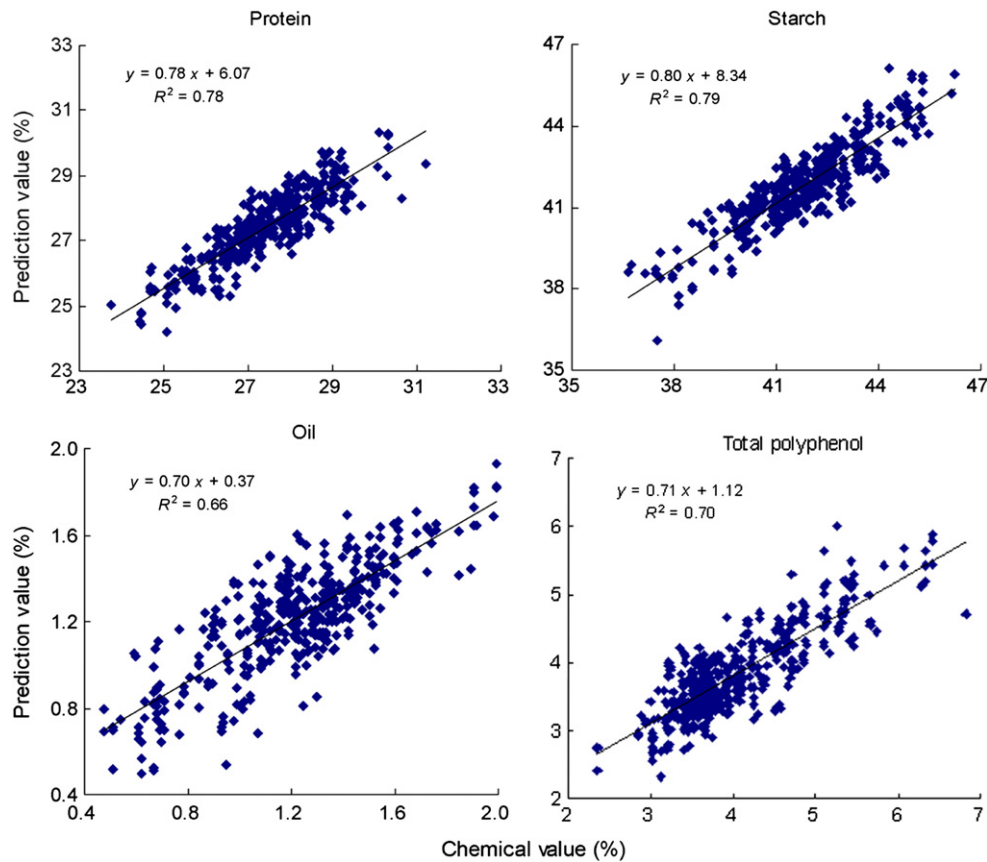 Protein
y = 0.78 x + 6.07
R² = 0.78
33
31
29
27
25
23
23 25 27 29 31 33
Prediction value (%)
Starch
y = 0.80 x + 8.34
R² = 0.79
47
44
41
38
35
35 38 41 44 47
Oil
y = 0.70 x + 0.37
R² = 0.66
2.0
1.6
1.2
0.8
0.4
0.4 0.8 1.2 1.6 2.0
Prediction value (%)
Total polyphenol
y = 0.71 x + 1.12
R² = 0.70
7
6
5
4
3
2
2 3 4 5 6 7
Chemical value (%)